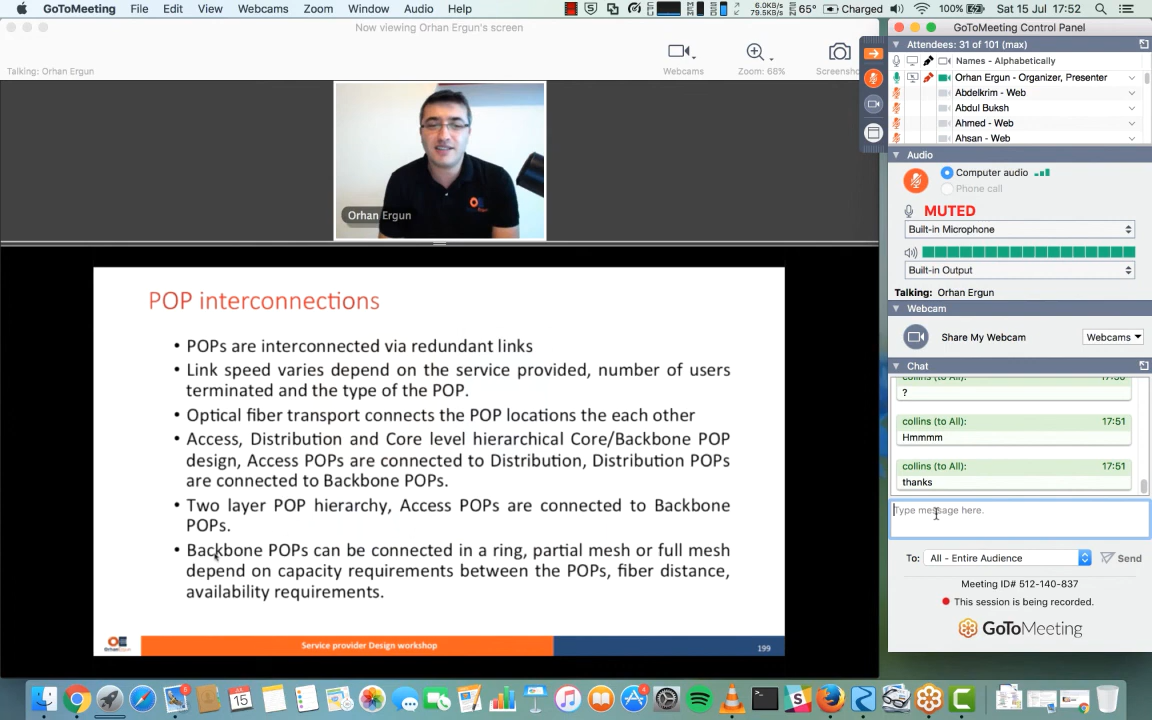 GoToMeeting File Edit View Webcams Zoom Window Audio Help
6.0KB/s
79.5KB/s
65° Charged 100% Sat 15 Jul 17:52
Now viewing Orhan Ergun's screen
Talking: Orhan Ergun
Webcams
Zoom: 68%
Screensho
Orhan Ergun
POP interconnections
• POPs are interconnected via redundant links
• Link speed varies depend on the service provided, number of users
terminated and the type of the POP.
• Optical fiber transport connects the POP locations the each other
• Access, Distribution and Core level hierarchical Core/Backbone POP
design, Access POPs are connected to Distribution, Distribution POPs
are connected to Backbone POPs.
• Two layer POP hierarchy, Access POPs are connected to Backbone
POPs.
• Backbone POPs can be connected in a ring, partial mesh or full mesh
depend on capacity requirements between the POPs, fiber distance,
availability requirements.
Service provider Design workshop
199
GoToMeeting Control Panel
Attendees: 31 of 101 (max)
Names - Alphabetically
Orhan Ergun - Organizer, Presenter
Abdelkrim - Web
Abdul Buksh
Ahmed - Web
Ahsan - Web
Audio
Computer audio
Phone call
MUTED
Built-in Microphone
Built-in Output
Talking: Orhan Ergun
Webcam
Share My Webcam
Webcams
Chat
?
collins (to All): 17:51
Hmmmm
collins (to All): 17:51
thanks
Type message here.
To: All - Entire Audience
Send
Meeting ID# 512-140-837
This session is being recorded.
GoToMeeting